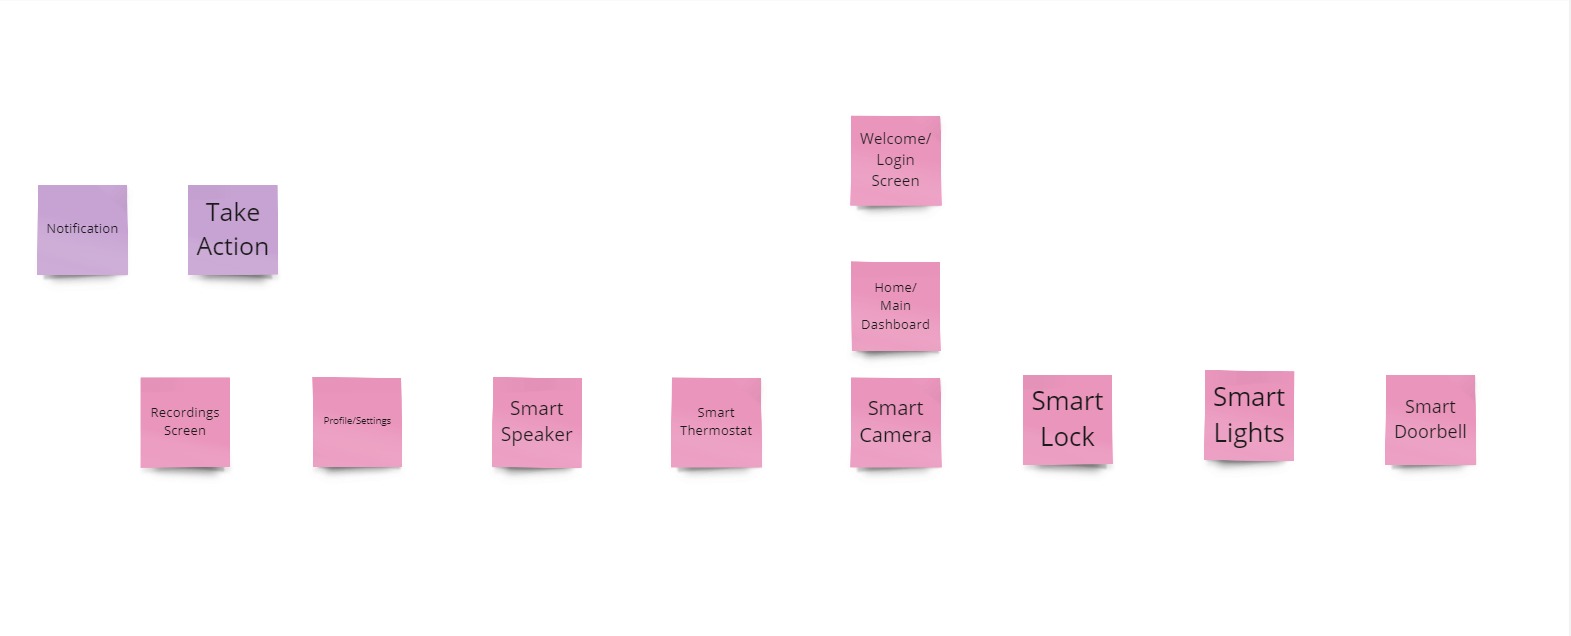 Welcome/
Login
Screen
Notification
Take
Action
Home/
Main
Dashboard
Recordings
Screen
Profile/Settings
Smart
Speaker
Smart
Thermostat
Smart
Camera
Smart
Lock
Smart
Lights
Smart
Doorbell